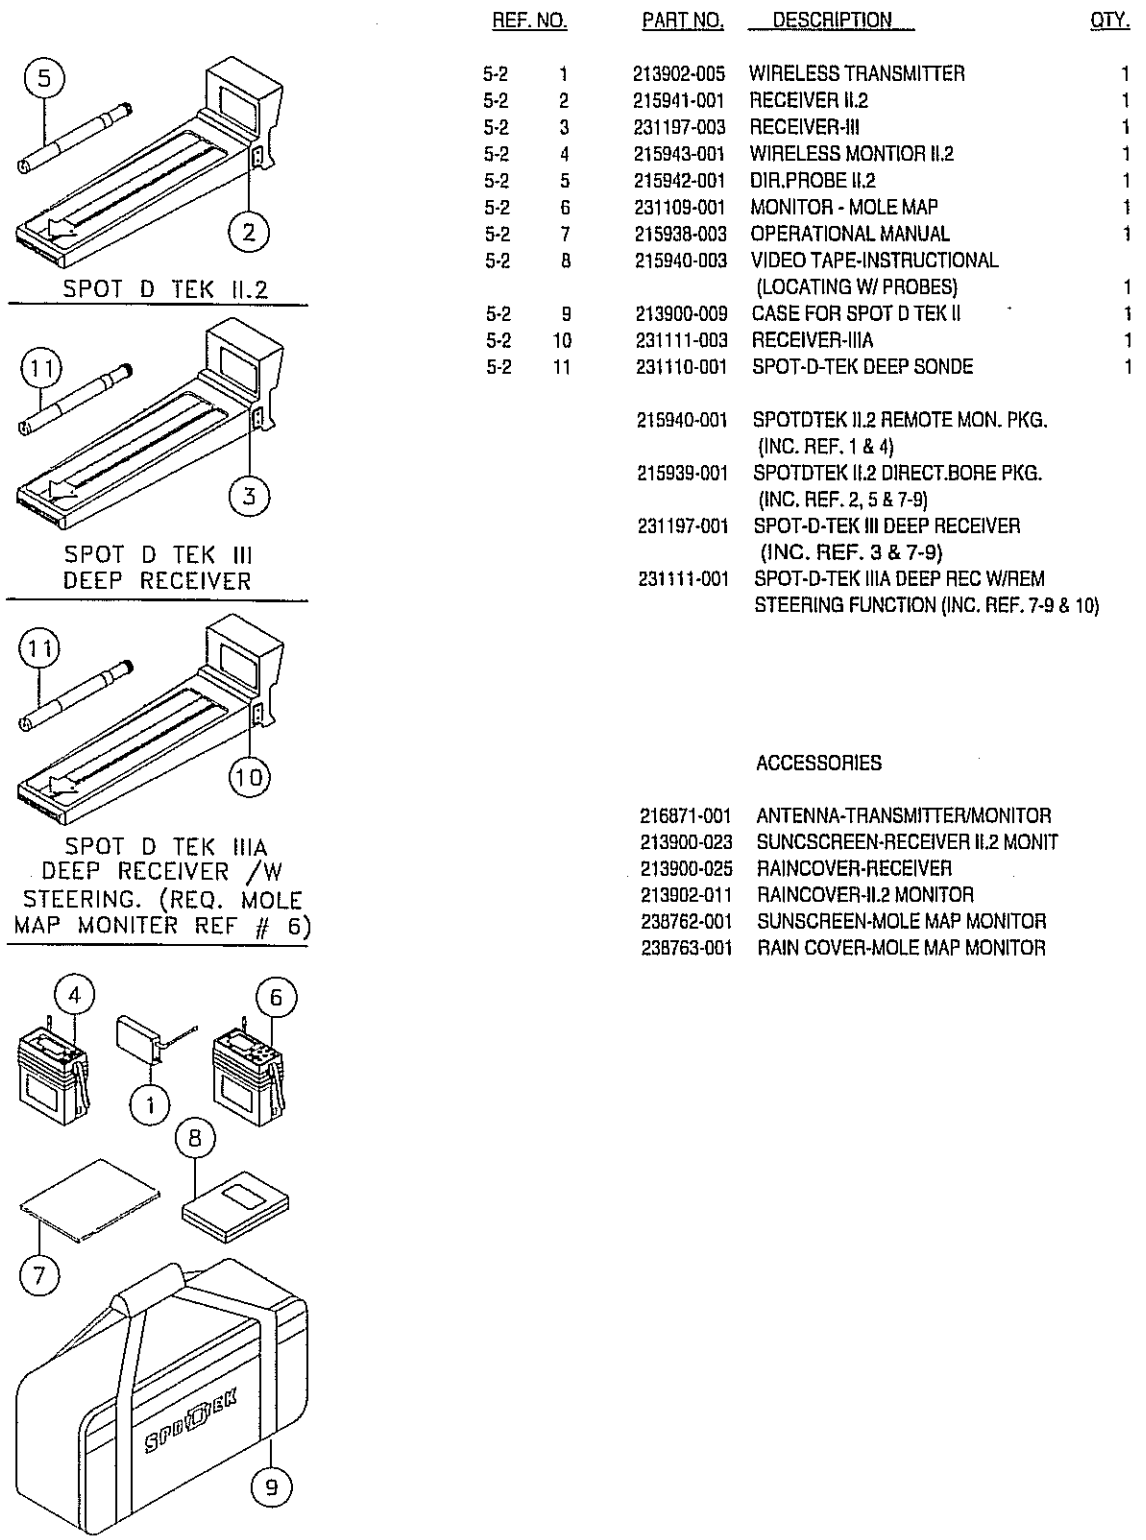 REF. NO. PART NO. DESCRIPTION QTY.
5-2 1 213902-005 WIRELESS TRANSMITTER 1
5-2 2 215941-001 RECEIVER II.2 1
5-2 3 231197-003 RECEIVER-III 1
5-2 4 215943-001 WIRELESS MONTIOR II.2 1
5-2 5 215942-001 DIR.PROBE II.2 1
5-2 6 231109-001 MONITOR - MOLE MAP 1
5-2 7 215938-003 OPERATIONAL MANUAL 1
5-2 8 215940-003 VIDEO TAPE-INSTRUCTIONAL
(LOCATING W/ PROBES) 1
5-2 9 213900-009 CASE FOR SPOT D TEK II 1
5-2 10 231111-003 RECEIVER-IIIA 1
5-2 11 231110-001 SPOT-D-TEK DEEP SONDE 1
215940-001 SPOTDTEK II.2 REMOTE MON. PKG.
(INC. REF. 1 & 4)
215939-001 SPOTDTEK II.2 DIRECT.BORE PKG.
(INC. REF. 2, 5 & 7-9)
231197-001 SPOT-D-TEK III DEEP RECEIVER
(INC. REF. 3 & 7-9)
231111-001 SPOT-D-TEK IIIA DEEP REC W/REM
STEERING FUNCTION (INC. REF. 7-9 & 10)
ACCESSORIES
216871-001 ANTENNA-TRANSMITTER/MONITOR
213900-023 SUNCSCREEN-RECEIVER II.2 MONIT
213900-025 RAINCOVER-RECEIVER
213902-011 RAINCOVER-II.2 MONITOR
238762-001 SUNSCREEN-MOLE MAP MONITOR
238763-001 RAIN COVER-MOLE MAP MONITOR
5
2
SPOT D TEK II.2
11
3
SPOT D TEK III
DEEP RECEIVER
11
10
SPOT D TEK IIIA
DEEP RECEIVER /W
STEERING. (REQ. MOLE
MAP MONITER REF # 6)
4
6
1
8
7
SPOTDTEK
9